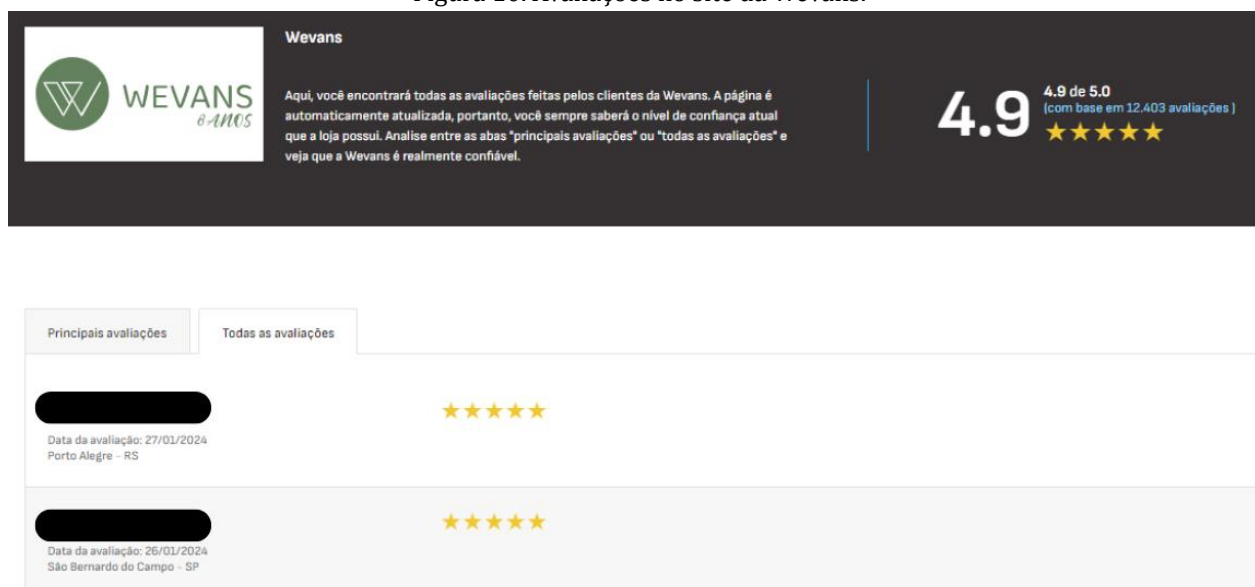 Wevans
WEVANS
6 ANOS
Aqui, você encontrará todas as avaliações feitas pelos clientes da Wevans. A página é
automaticamente atualizada, portanto, você sempre saberá o nível de confiança atual
que a loja possui. Analise entre as abas "principais avaliações" ou "todas as avaliações" e
veja que a Wevans é realmente confiável.
4.9
4.9 de 5.0
(com base em 12.403 avaliações )
Principais avaliações
Todas as avaliações
Data da avaliação: 27/01/2024
Porto Alegre - RS
Data da avaliação: 26/01/2024
São Bernardo do Campo - SP